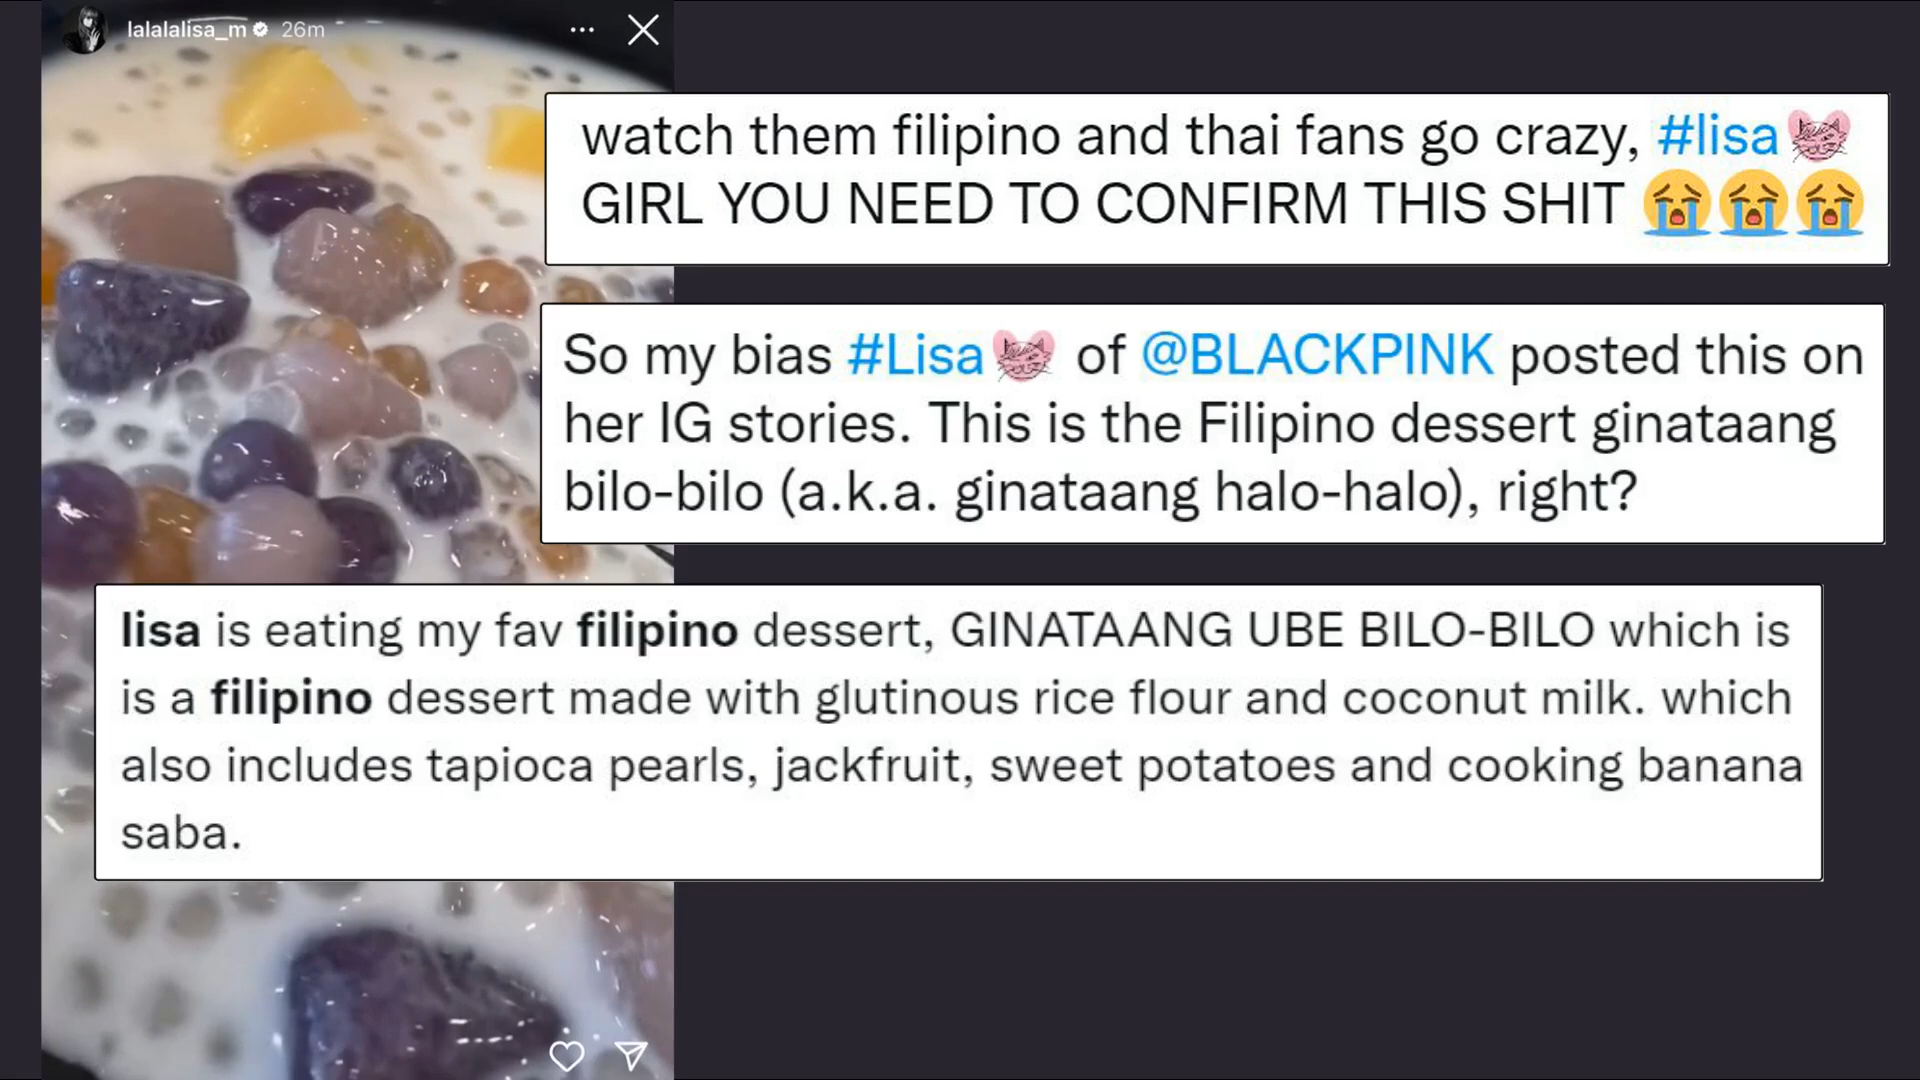 lalalalisa_m 26m
watch them filipino and thai fans go crazy, #lisa
GIRL YOU NEED TO CONFIRM THIS SHIT 😭😭😭
So my bias #Lisa of @BLACKPINK posted this on
her IG stories. This is the Filipino dessert ginataang
bilo-bilo (a.k.a. ginataang halo-halo), right?
lisa is eating my fav filipino dessert, GINATAANG UBE BILO-BILO which is
is a filipino dessert made with glutinous rice flour and coconut milk. which
also includes tapioca pearls, jackfruit, sweet potatoes and cooking banana
saba.